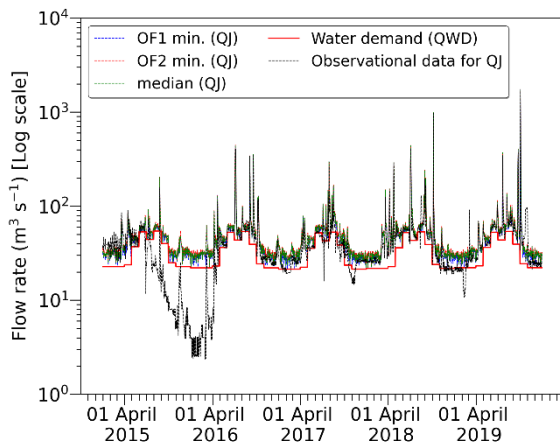 10⁴
10³
10²
10¹
10⁰
Flow rate (m³ s⁻¹) [Log scale]
OF1 min. (QJ)
OF2 min. (QJ)
median (QJ)
Water demand (QWD)
Observational data for QJ
01 April
2015
01 April
2016
01 April
2017
01 April
2018
01 April
2019